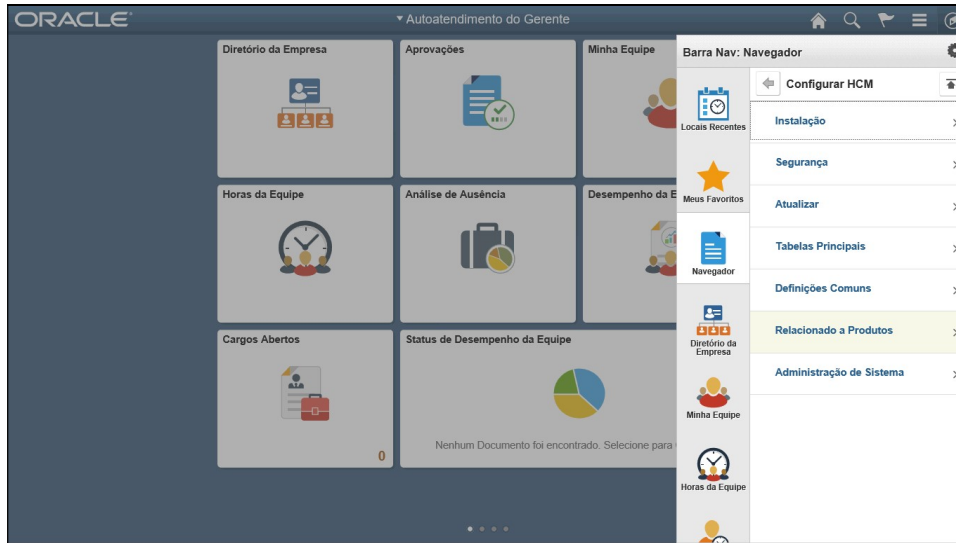 ORACLE
Autoatendimento do Gerente
Diretório da Empresa
Aprovações
Minha Equipe
Horas da Equipe
Análise de Ausência
Desempenho da E
Cargos Abertos
0
Status de Desempenho da Equipe
Nenhum Documento foi encontrado. Selecione para
Barra Nav: Navegador
Locais Recentes
Meus Favoritos
Navegador
Diretório da
Empresa
Minha Equipe
Horas da Equipe
Configurar HCM
Instalação
Segurança
Atualizar
Tabelas Principais
Definições Comuns
Relacionado a Produtos
Administração de Sistema